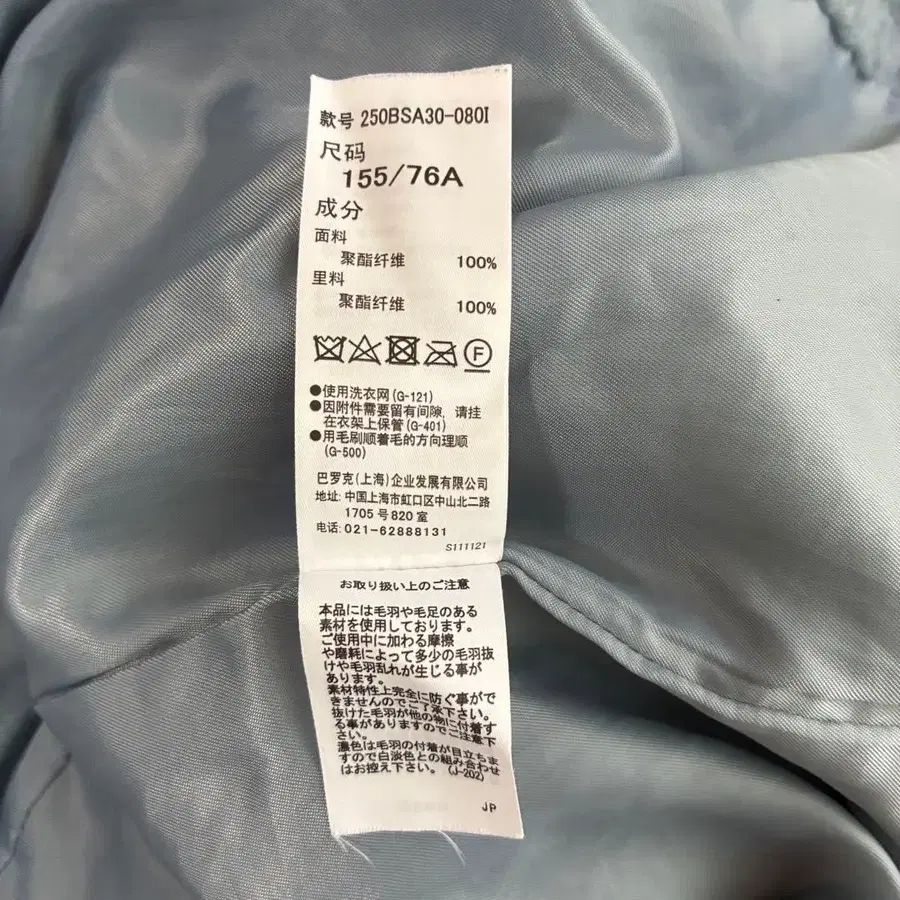 款号 250BSA30-080I
尺码
155/76A
成分
面料
聚酯纤维 100%
里料
聚酯纤维 100%
F
●使用洗衣网(G-121)
●因附件需要留有间隙, 请挂
在衣架上保管(G-401)
●用毛刷顺着毛的方向理顺
(G-500)
巴罗克(上海)企业发展有限公司
地址: 中国上海市虹口区中山北二路
1705号820室
电话: 021-62888131
S111121
お取り扱い上のご注意
本品には毛羽や毛足のある
素材を使用しております。
ご使用中に加わる摩擦
や磨耗によって多少の毛羽抜
けや毛羽乱れが生じる事が
あります。
素材特性上完全に防ぐ事がで
きませんのでご了承下さい。
抜けた毛羽が他の物に付着す
る事がありますのでご注意下
さい。
濃色は毛羽の付着が目立ちま
すので白淡色との組み合わせ
はお控え下さい。(J-202)
JP